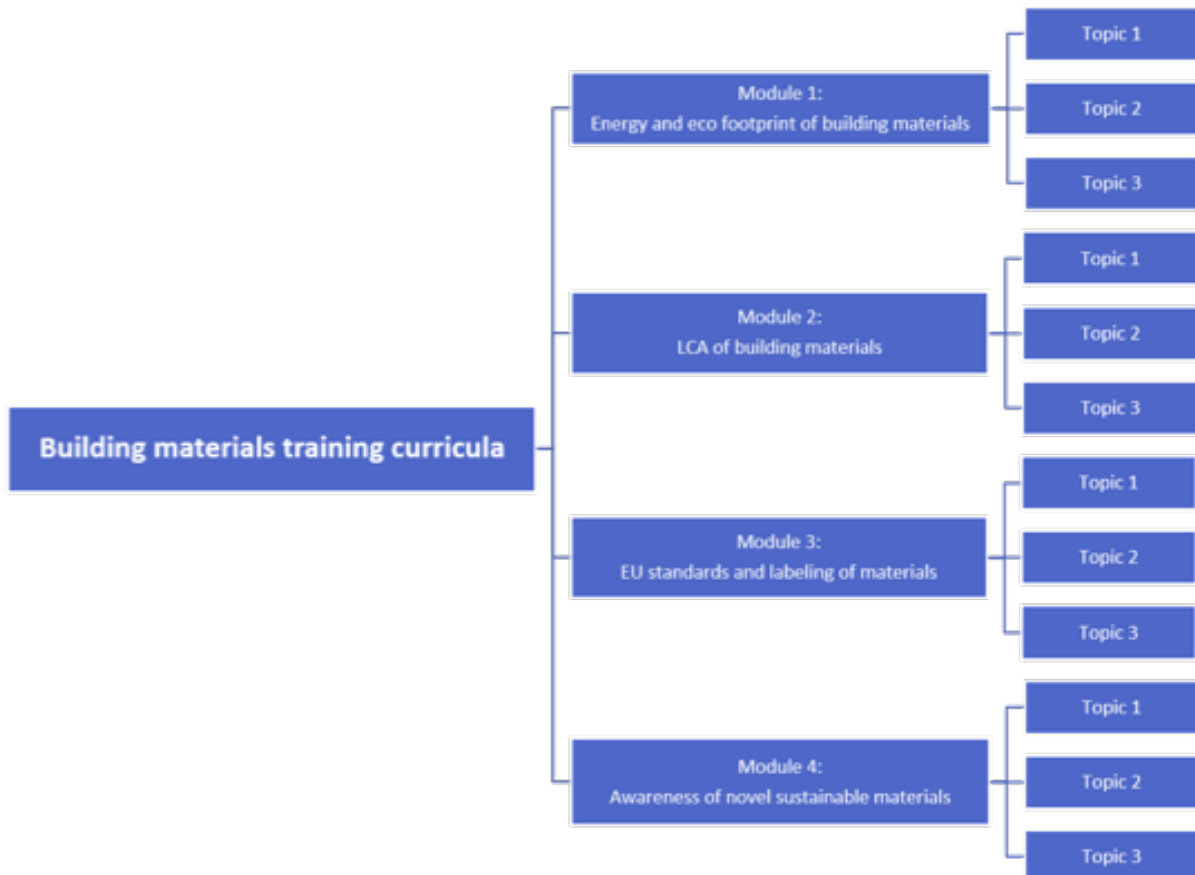 Building materials training curricula
Module 1:
Energy and eco footprint of building materials
Topic 1
Topic 2
Topic 3
Module 2:
LCA of building materials
Topic 1
Topic 2
Topic 3
Module 3:
EU standards and labeling of materials
Topic 1
Topic 2
Topic 3
Module 4:
Awareness of novel sustainable materials
Topic 1
Topic 2
Topic 3